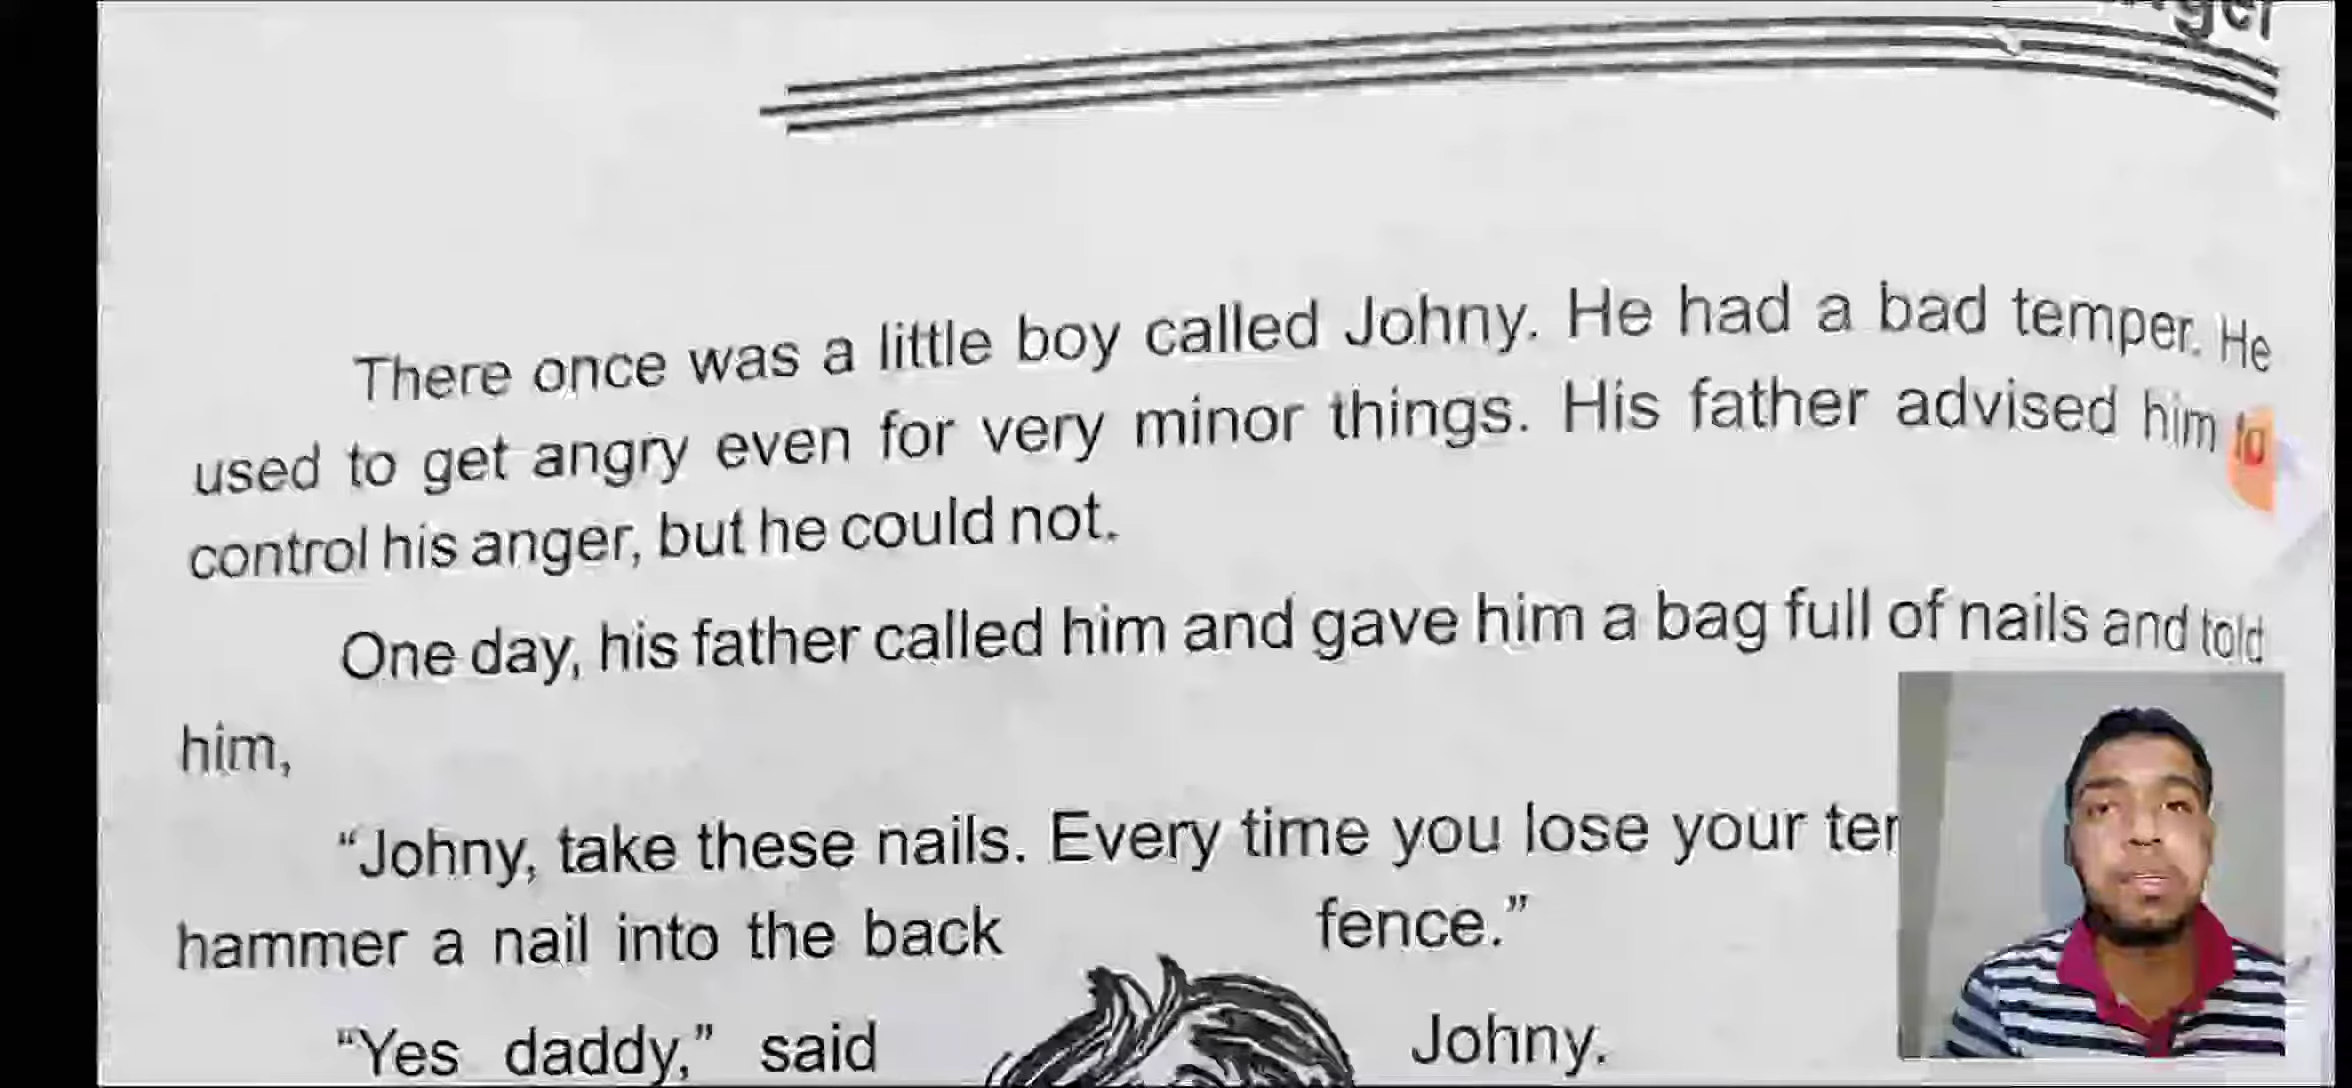 There once was a little boy called Johny. He had a bad temper. He
used to get angry even for very minor things. His father advised him to
control his anger, but he could not.
One day, his father called him and gave him a bag full of nails and told
him,
“Johny, take these nails. Every time you lose your
hammer a nail into the back fence.”
“Yes daddy,” said Johny.